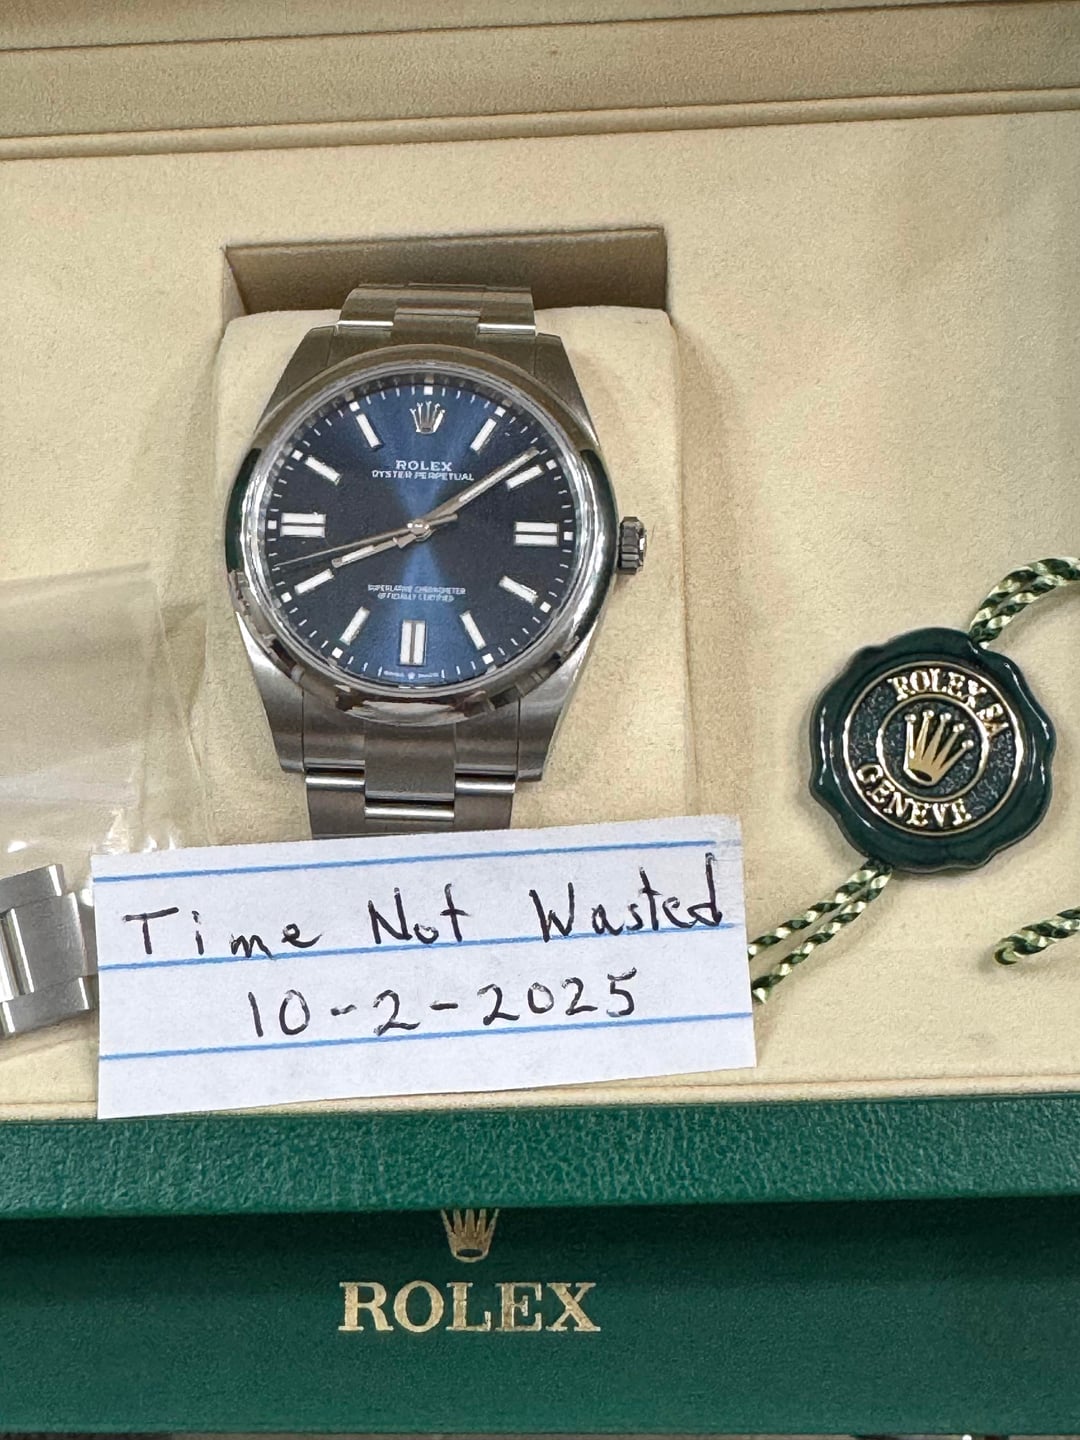 ROLEX
OYSTER PERPETUAL
SUPERLATIVE CHRONOMETER
OFFICIALLY CERTIFIED
ROLEX SA
GENEVE
Time Not Wasted
10-2-2025
ROLEX